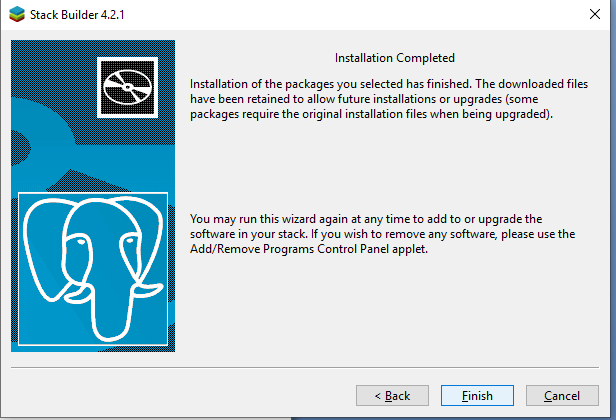 Stack Builder 4.2.1
Installation Completed
Installation of the packages you selected has finished. The downloaded files
have been retained to allow future installations or upgrades (some
packages require the original installation files when being upgraded).
You may run this wizard again at any time to add to or upgrade the
software in your stack. If you wish to remove any software, please use the
Add/Remove Programs Control Panel applet.
< Back
Finish
Cancel